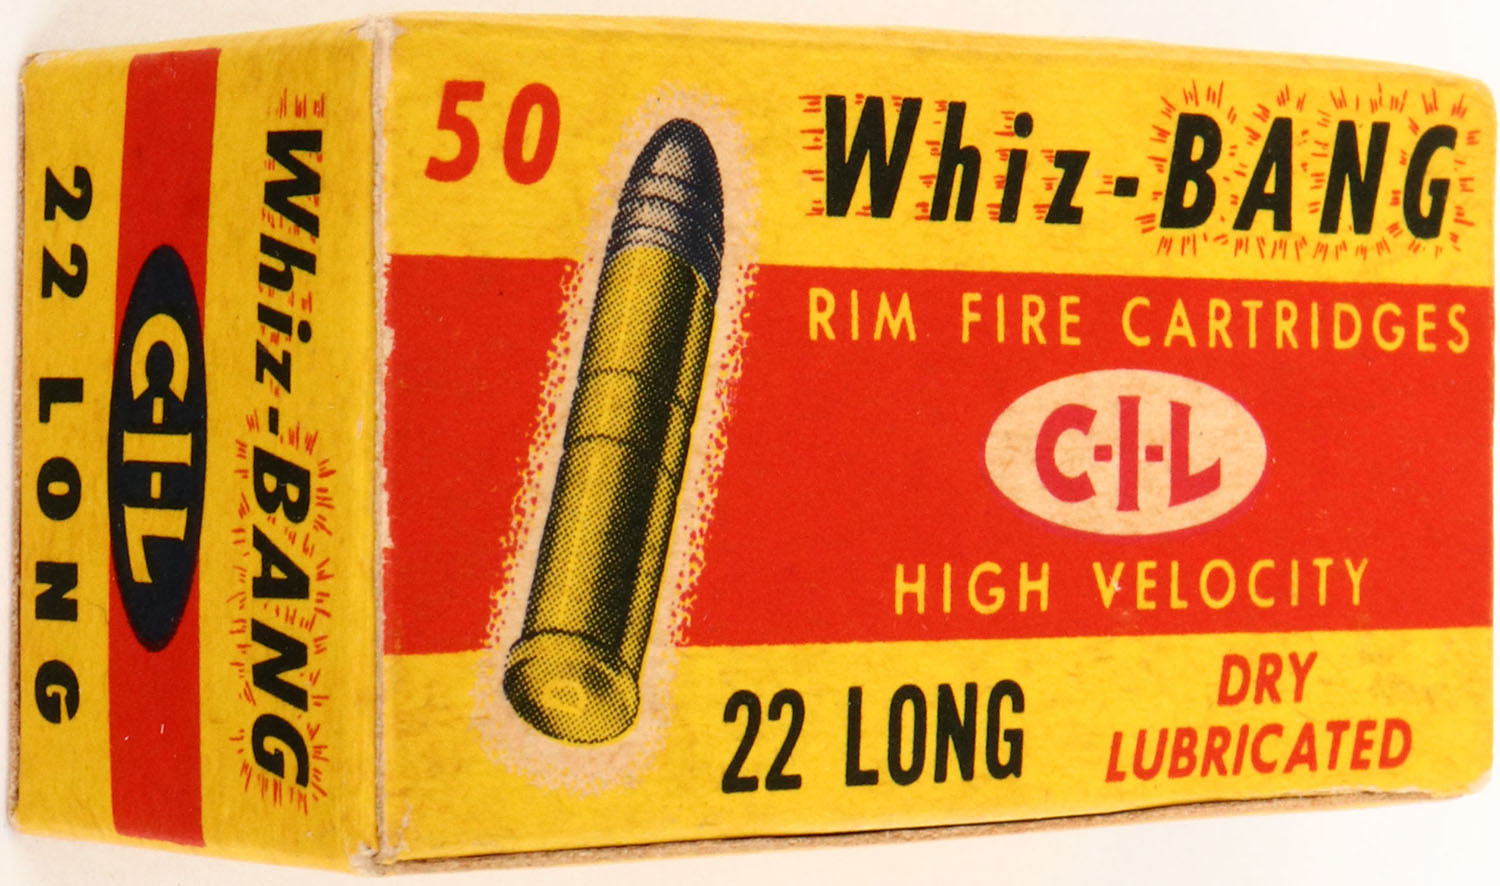 50
Whiz-BANG
RIM FIRE CARTRIDGES
C-I-L
HIGH VELOCITY
22 LONG
DRY
LUBRICATED
D
Whiz-BANG
C-I-L
22 LONG